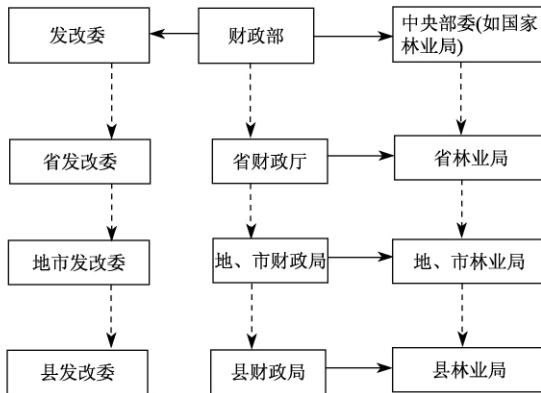 发改委
财政部
中央部委(如国家
林业局)
省发改委
省财政厅
省林业局
地市发改委
地、市财政局
地、市林业局
县发改委
县财政局
县林业局